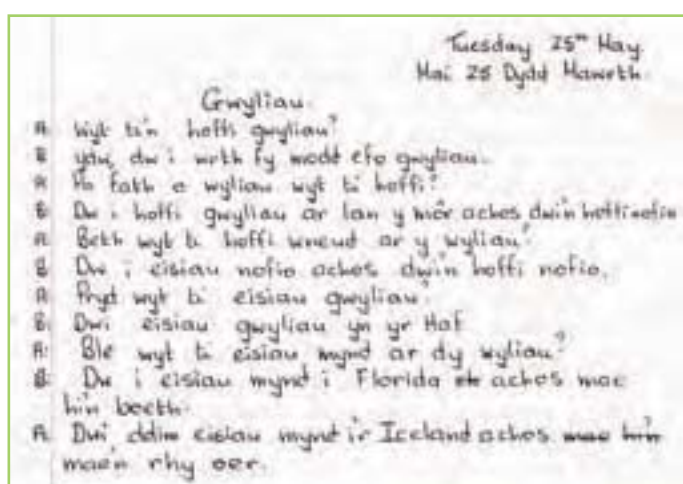 Tuesday 25th May.
Mai 25 Dydd Mawrth.
Gwyliau.
A: Wyt ti'n hoffi gwyliau?
B: Ydw, dw i wrth fy modd efo gwyliau.
A: Pa fath o wyliau wyt ti hoffi?
B: Dw i hoffi gwyliau ar lan y môr achos dwi'n hoffi nofio
A: Beth wyt ti hoffi wneud ar y wyliau?
B: Dw i eisiau nofio achos dwi'n hoffi nofio.
A: Pryd wyt ti eisiau gwyliau?
B: Dwi eisiau gwyliau yn yr Haf
A: Ble wyt ti eisiau mynd ar dy wyliau?
B: Dw i eisiau mynd i Florida achos mae
hi'n boeth.
A: Dwi ddim eisiau mynd i'r Iceland achos mae hi'n
mae'n rhy oer.